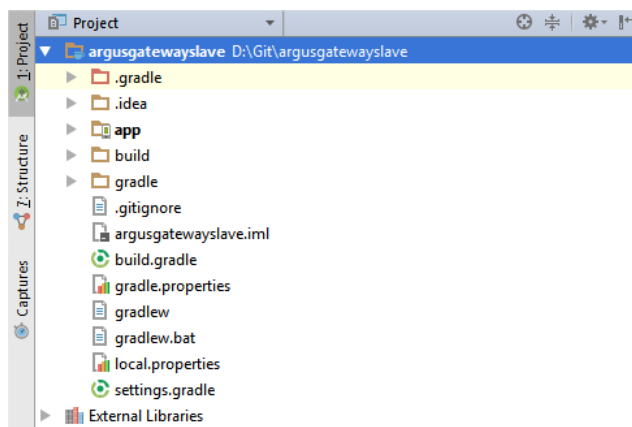 Project
1: Project
7: Structure
Captures
argusgatewayslave D:\Git\argusgatewayslave
.gradle
.idea
app
build
gradle
.gitignore
argusgatewayslave.iml
build.gradle
gradle.properties
gradlew
gradlew.bat
local.properties
settings.gradle
External Libraries